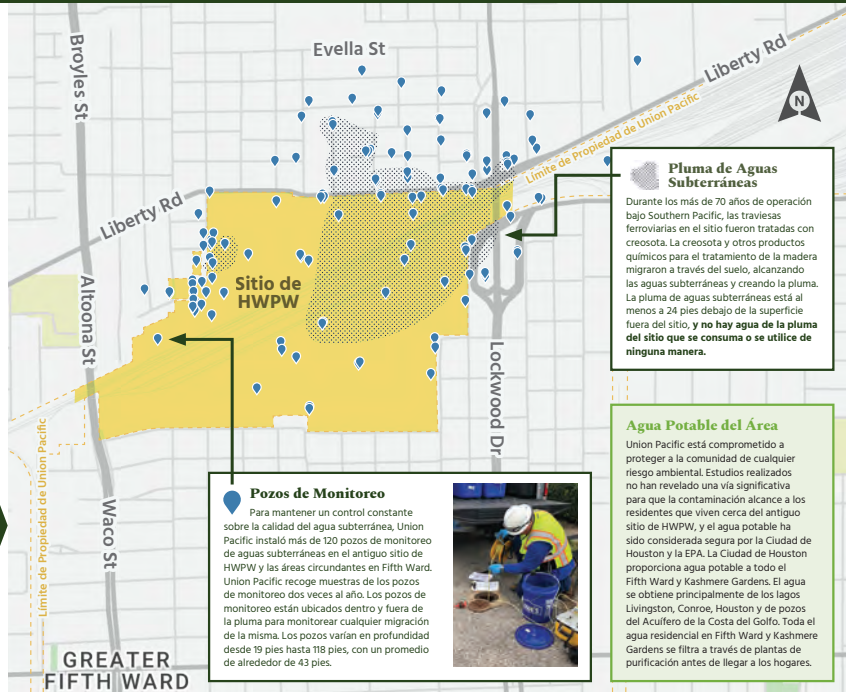 Broyles St
Evella St
Liberty Rd
N
Límite de Propiedad de Union Pacific
Liberty Rd
Altoona St
Sitio de
HWPW
Lockwood Dr
Límite de Propiedad de Union Pacific
Waco St
GREATER
FIFTH WARD
Pluma de Aguas
Subterráneas
Durante los más de 70 años de operación
bajo Southern Pacific, las traviesas
ferroviarias en el sitio fueron tratadas con
creosota. La creosota y otros productos
químicos para el tratamiento de la madera
migraron a través del suelo, alcanzando
las aguas subterráneas y creando la pluma.
La pluma de aguas subterráneas está al
menos a 24 pies debajo de la superficie
fuera del sitio, y no hay agua de la pluma
del sitio que se consuma o se utilice de
ninguna manera.
Pozos de Monitoreo
Para mantener un control constante
sobre la calidad del agua subterránea, Union
Pacific instaló más de 120 pozos de monitoreo
de aguas subterráneas en el antiguo sitio de
HWPW y las áreas circundantes en Fifth Ward.
Union Pacific recoge muestras de los pozos
de monitoreo dos veces al año. Los pozos de
monitoreo están ubicados dentro y fuera de
la pluma para monitorear cualquier migración
de la misma. Los pozos varían en profundidad
desde 19 pies hasta 118 pies, con un promedio
de alrededor de 43 pies.
Agua Potable del Área
Union Pacific está comprometido a
proteger a la comunidad de cualquier
riesgo ambiental. Estudios realizados
no han revelado una vía significativa
para que la contaminación alcance a los
residentes que viven cerca del antiguo
sitio de HWPW, y el agua potable ha
sido considerada segura por la Ciudad de
Houston y la EPA. La Ciudad de Houston
proporciona agua potable a todo el
Fifth Ward y Kashmere Gardens. El agua
se obtiene principalmente de los lagos
Livingston, Conroe, Houston y de pozos
del Acuífero de la Costa del Golfo. Toda el
agua residencial en Fifth Ward y Kashmere
Gardens se filtra a través de plantas de
purificación antes de llegar a los hogares.